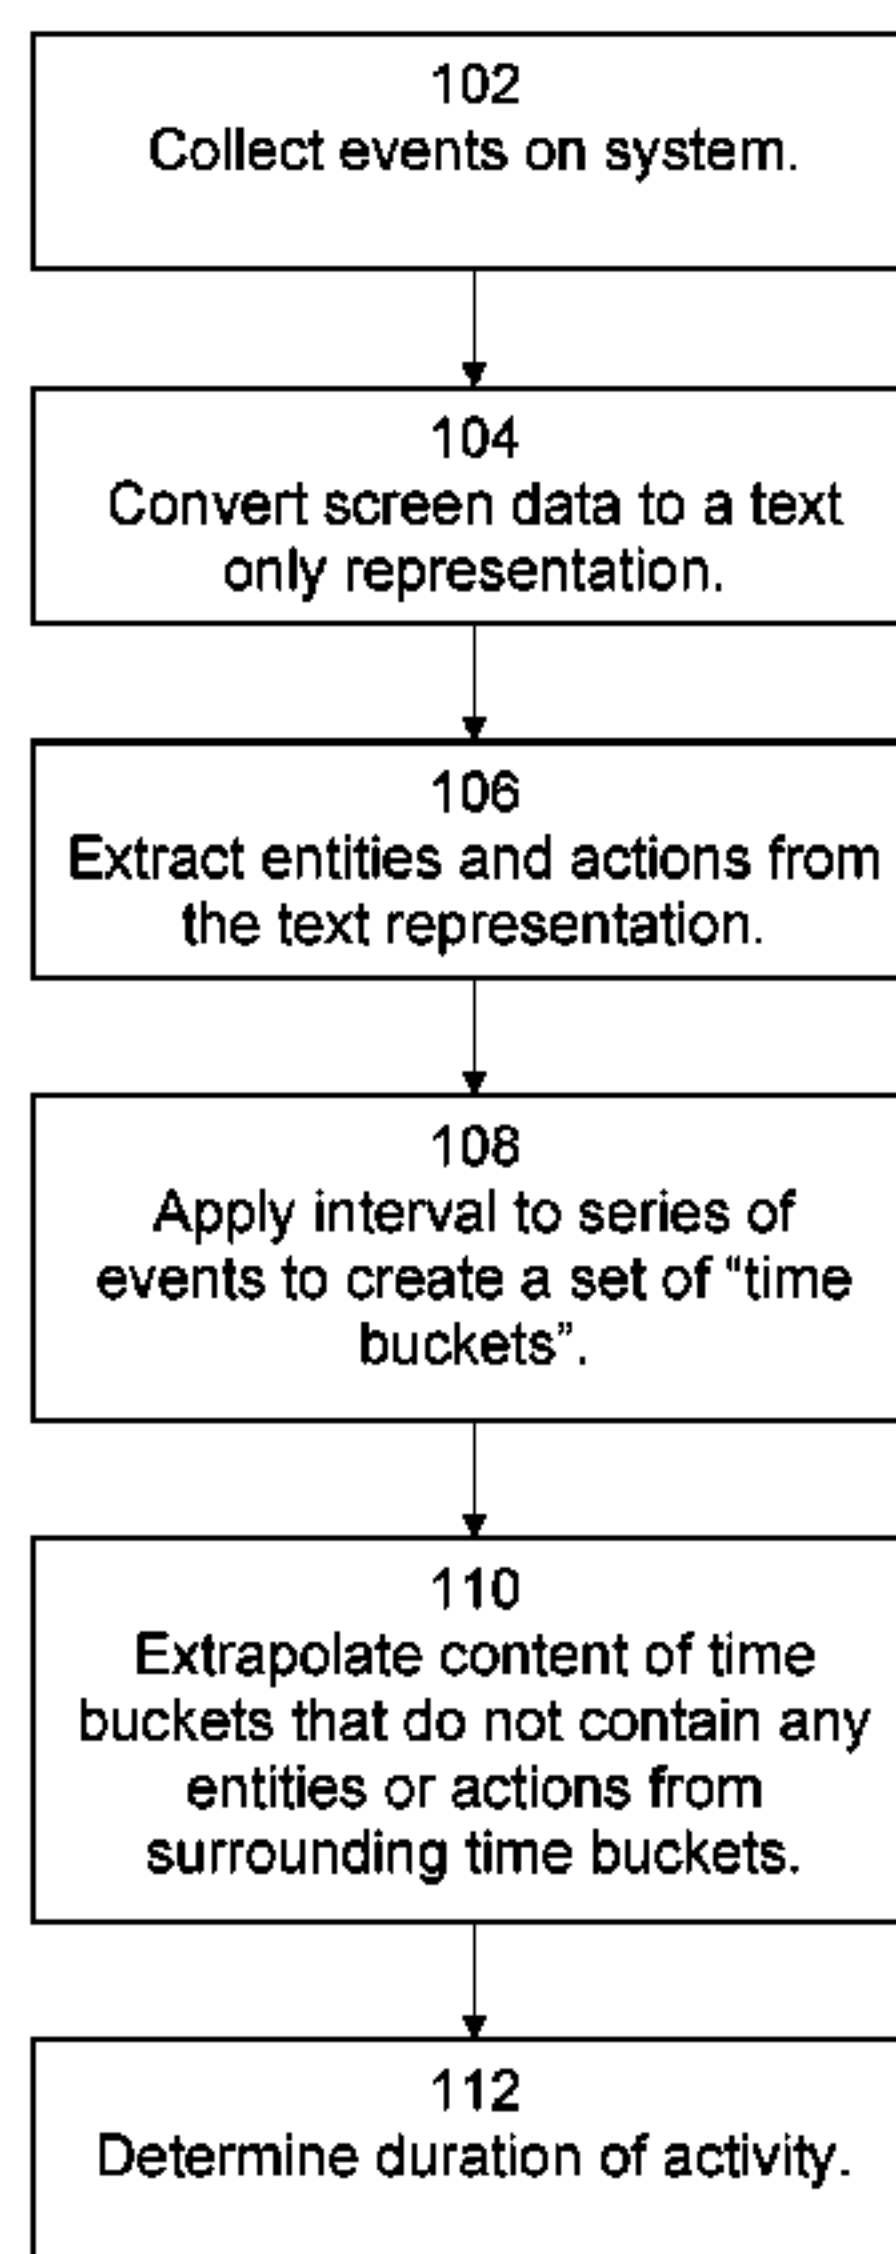 102
Collect events on system.
104
Convert screen data to a text
only representation.
106
Extract entities and actions from
the text representation.
108
Apply interval to series of
events to create a set of “time
buckets”.
110
Extrapolate content of time
buckets that do not contain any
entities or actions from
surrounding time buckets.
112
Determine duration of activity.